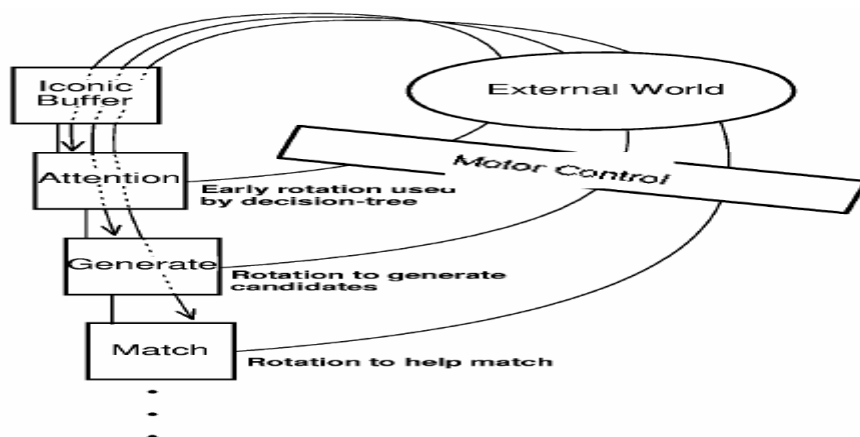 Iconic
Buffer
External World
Motor Control
Attention
Early rotation used
by decision-tree
Generate
Rotation to generate
candidates
Match
Rotation to help match